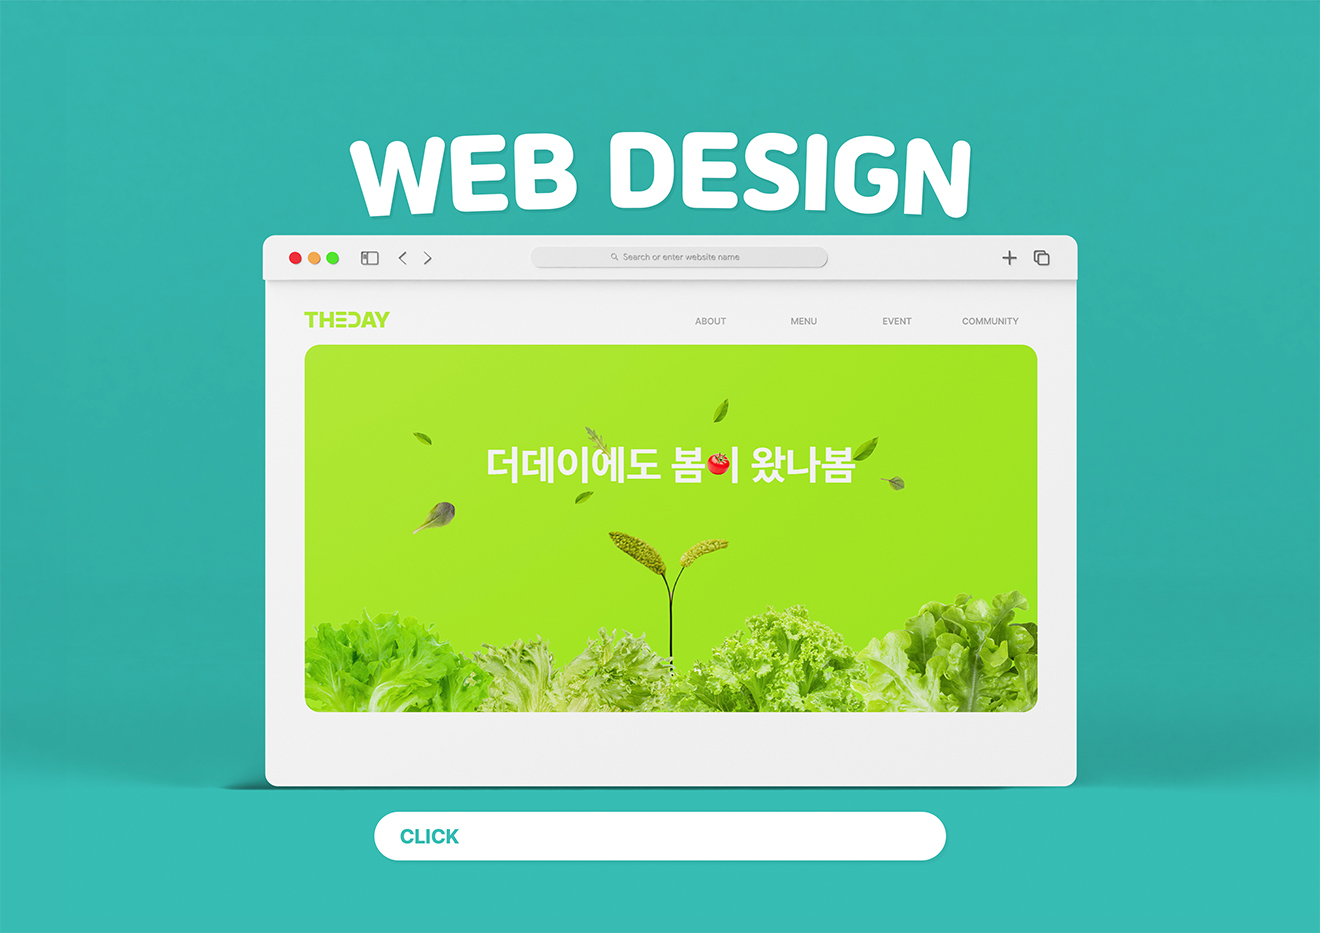 WEB DESIGN
Search or enter website name
THEDAY
ABOUT MENU EVENT COMMUNITY
더데이에도 봄이 왔나봄
CLICK